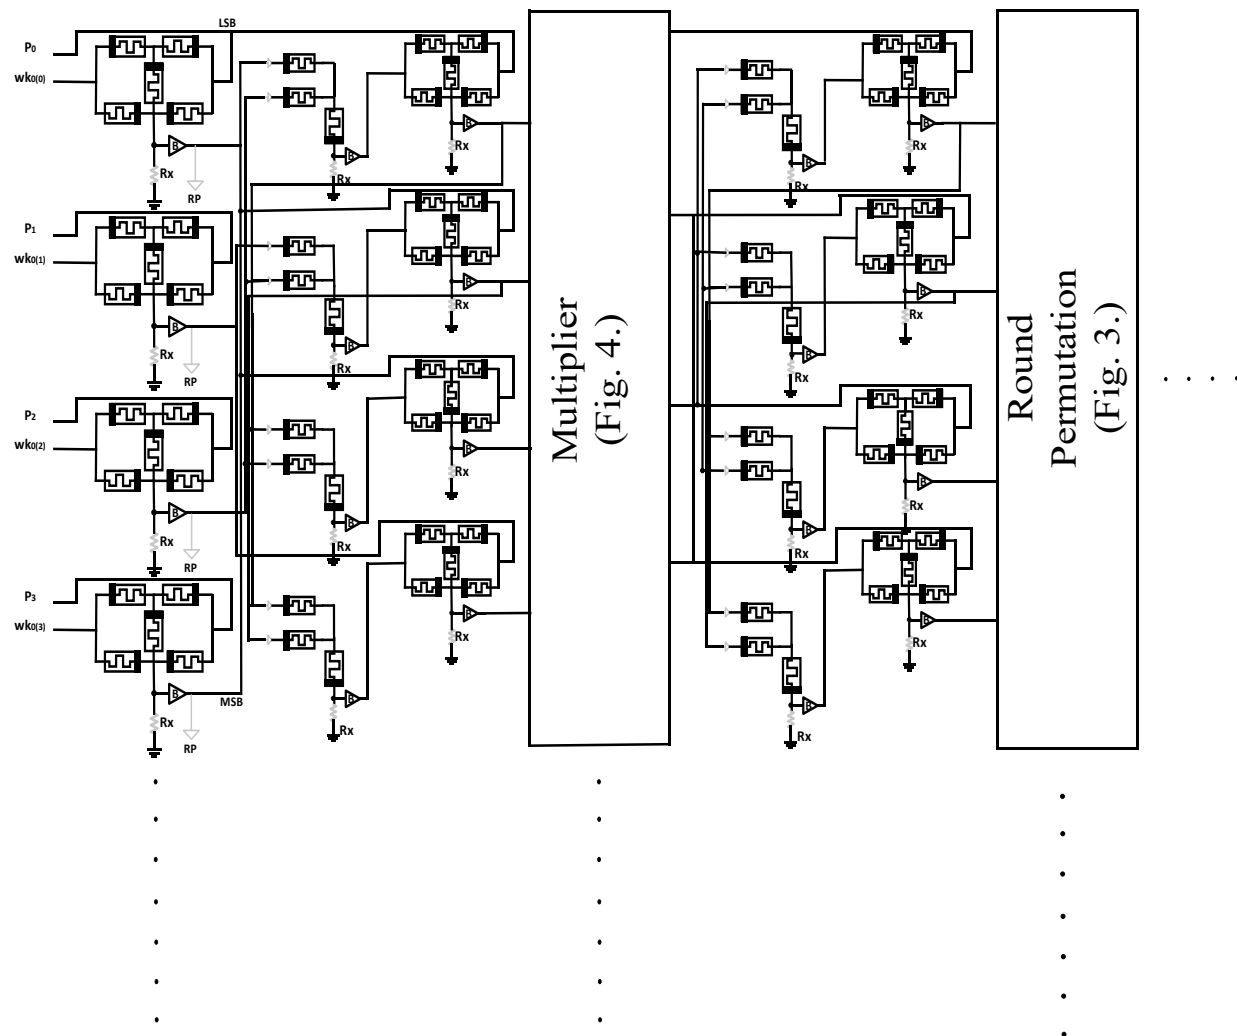 LSB
P0
wk0(0)
B
Rx
RP
B
Rx
B
Rx
B
Rx
B
Rx
P1
wk0(1)
B
Rx
RP
B
Rx
B
Rx
B
Rx
B
Rx
P2
wk0(2)
B
Rx
RP
B
Rx
B
Rx
B
Rx
B
Rx
P3
wk0(3)
B
Rx
RP
MSB
B
Rx
B
Rx
B
Rx
B
Rx
Multiplier
(Fig. 4.)
Round
Permutation
(Fig. 3.)